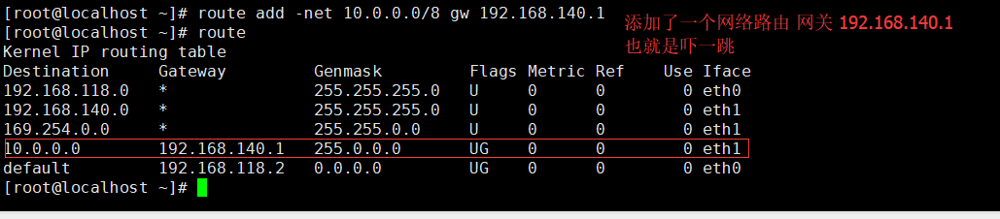 [root@localhost ~]# route add -net 10.0.0.0/8 gw 192.168.140.1
添加了一个网络路由 网关 192.168.140.1
也就是吓一跳
[root@localhost ~]# route
Kernel IP routing table
Destination     Gateway         Genmask         Flags Metric Ref    Use Iface
192.168.118.0   *               255.255.255.0   U     0      0        0 eth0
192.168.140.0   *               255.255.255.0   U     0      0        0 eth1
169.254.0.0     *               255.255.0.0     U     0      0        0 eth1
10.0.0.0        192.168.140.1   255.0.0.0       UG    0      0        0 eth1
default         192.168.118.2   0.0.0.0         UG    0      0        0 eth0
[root@localhost ~]#